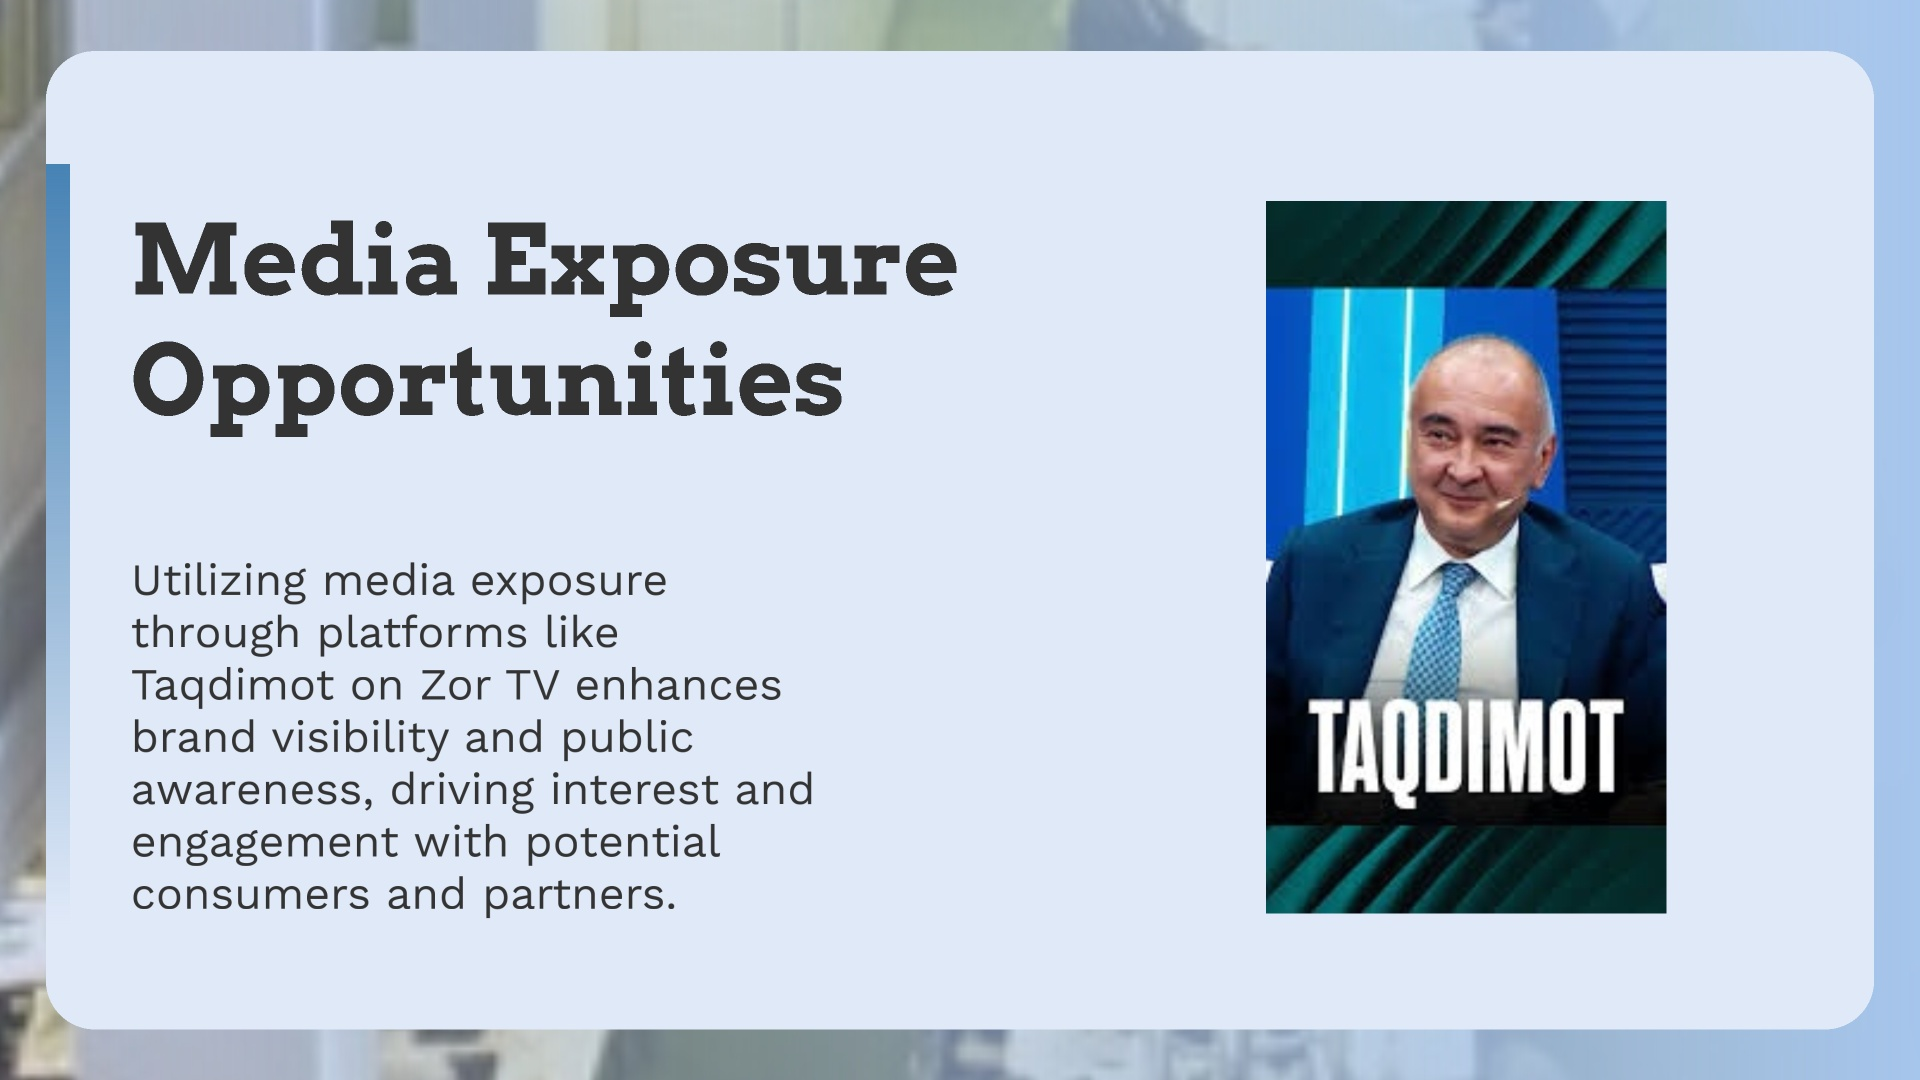 Media Exposure
Opportunities
Utilizing media exposure
through platforms like
Taqdimot on Zor TV enhances
brand visibility and public
awareness, driving interest and
engagement with potential
consumers and partners.
TAQDIMOT